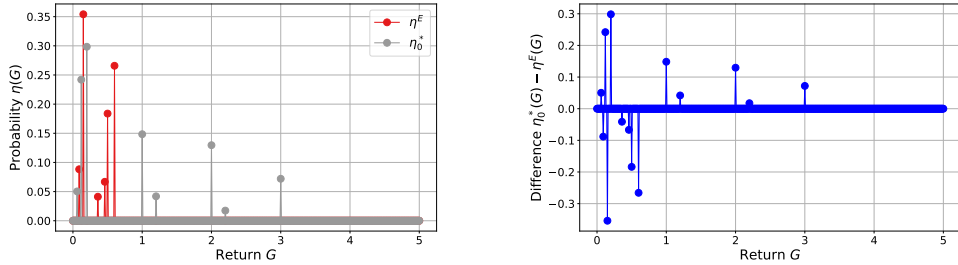 0.35
0.30
0.25
0.20
0.15
0.10
0.05
0.00
Probability η(G)
0 1 2 3 4 5
Return G
η^E
η_0^*
0.3
0.2
0.1
0.0
−0.1
−0.2
−0.3
Difference η_0^*(G) − η^E(G)
0 1 2 3 4 5
Return G